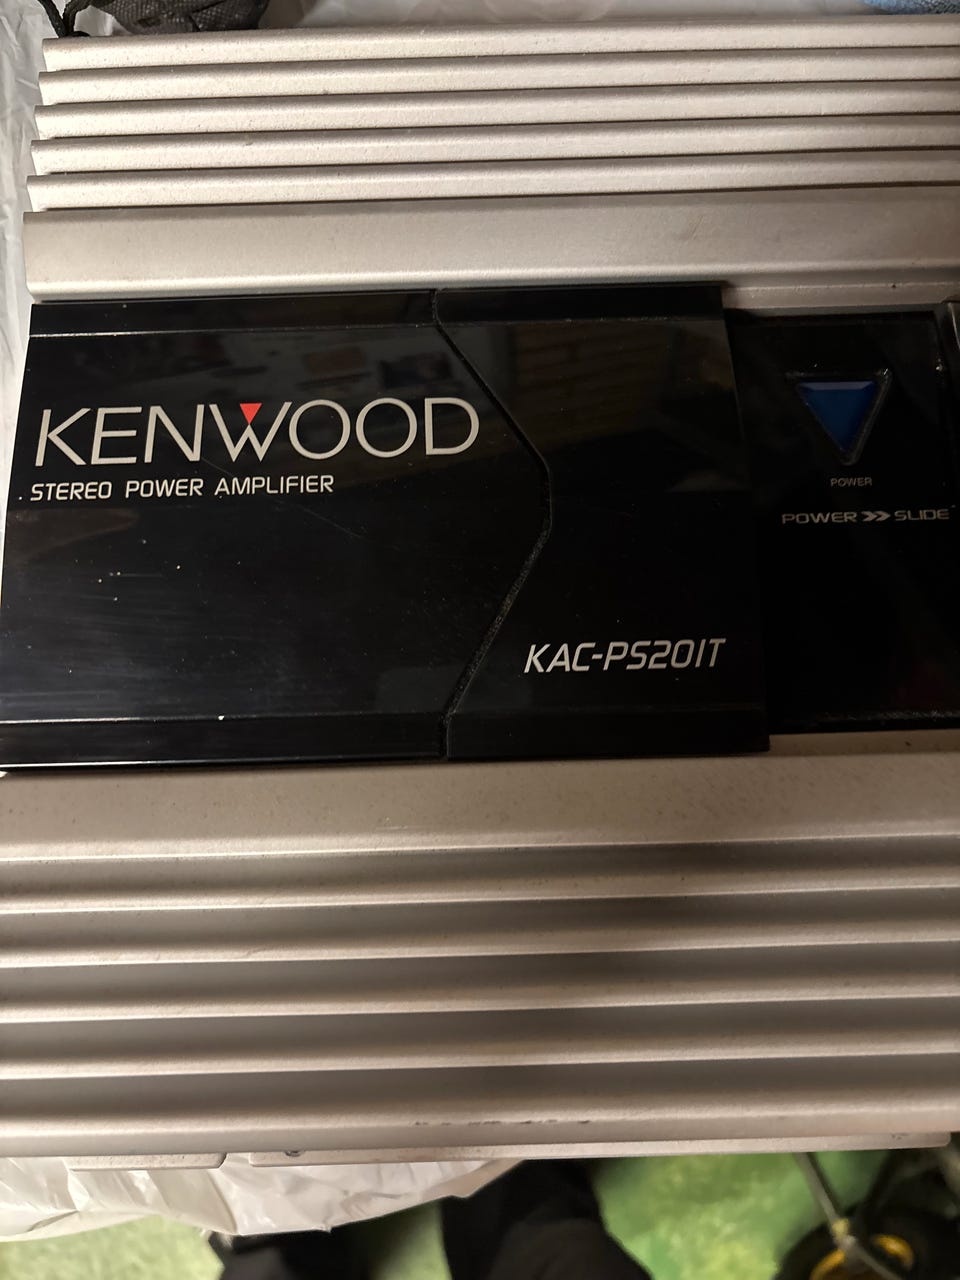 KENWOOD
STEREO POWER AMPLIFIER
POWER
POWER>>SLIDE
KAC-PS201T